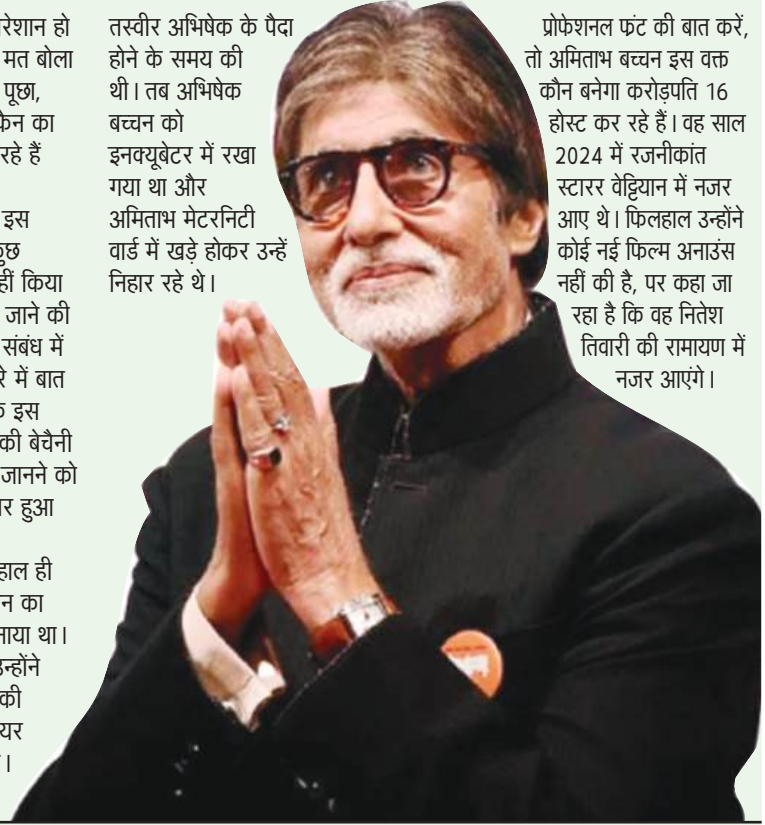 रेशान हो
मत बोला
पूछा,
फेन का
रहे हैं
इस
कुछ
हीं किया
जाने की
संबंध में
रे में बात
क इस
की बेचैनी
जानने को
र हुआ
हाल ही
न का
नाया था।
उन्होंने
की
यर
।
तस्वीर अभिषेक के पैदा
होने के समय की
थी। तब अभिषेक
बच्चन को
इनक्यूबेटर में रखा
गया था और
अमिताभ मेटरनिटी
वार्ड में खड़े होकर उन्हें
निहार रहे थे।
प्रोफेशनल फ्रंट की बात करें,
तो अमिताभ बच्चन इस वक्त
कौन बनेगा करोड़पति 16
होस्ट कर रहे हैं। वह साल
2024 में रजनीकांत
स्टारर वेट्टियान में नजर
आए थे। फिलहाल उन्होंने
कोई नई फिल्म अनाउंस
नहीं की है, पर कहा जा
रहा है कि वह नितेश
तिवारी की रामायण में
नजर आएंगे।